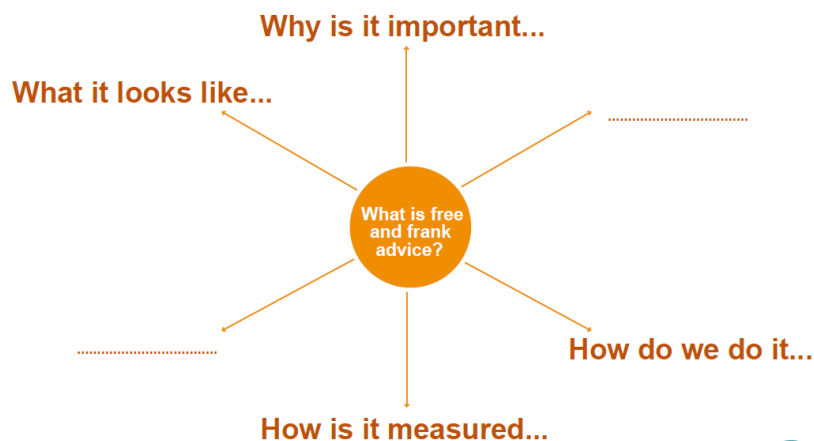 Why is it important...
What it looks like...
....................................
What is free
and frank
advice?
....................................
How do we do it...
How is it measured...